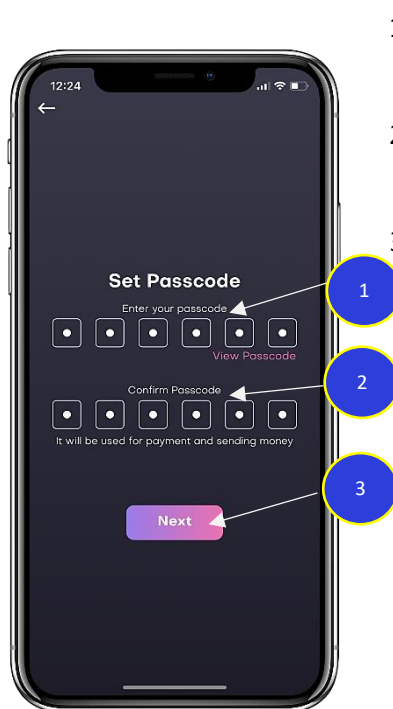 12:24
Set Passcode
Enter your passcode
View Passcode
Confirm Passcode
It will be used for payment and sending money
Next
1
2
3